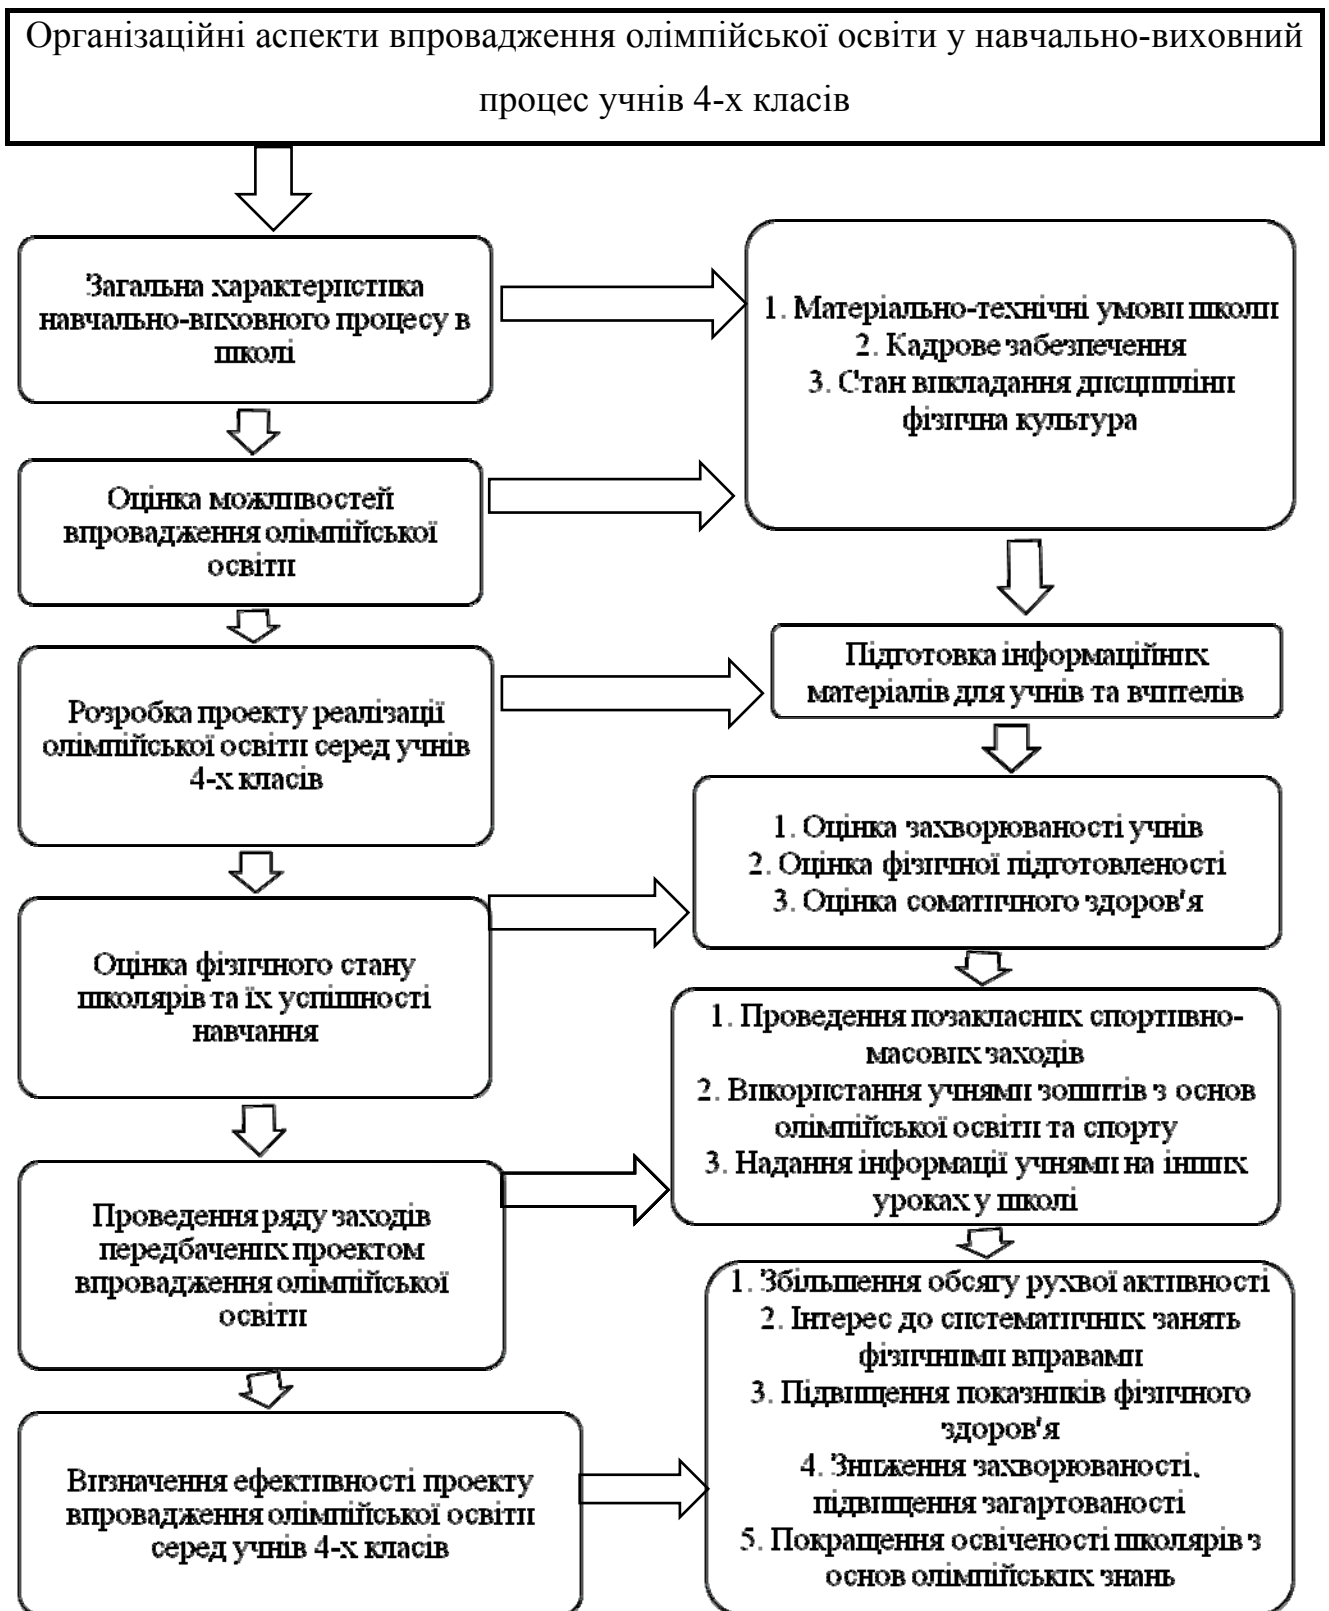 Організаційні аспекти впровадження олімпійської освіти у навчально-виховний
процес учнів 4-х класів
Загальна характеристика
навчально-виховного процесу в
школі
1. Матеріально-технічні умови школи
2. Кадрове забезпечення
3. Стан викладання дисципліни
фізична культура
Оцінка можливостей
впровадження олімпійської
освіти
Розробка проекту реалізації
олімпійської освіти серед учнів
4-х класів
Підготовка інформаційних
матеріалів для учнів та вчителів
1. Оцінка захворюваності учнів
2. Оцінка фізичної підготовленості
3. Оцінка соматичного здоров'я
Оцінка фізичного стану
школярів та їх успішності
навчання
1. Проведення позакласних спортивно-
масових заходів
2. Використання учнями зошитів з основ
олімпійської освіти та спорту
3. Надання інформації учнями на інших
уроках у школі
Проведення ряду заходів
передбачених проектом
впровадження олімпійської
освіти
1. Збільшення обсягу рухвої активності
2. Інтерес до систематичних занять
фізичними вправами
3. Підвищення показників фізичного
здоров'я
4. Зниження захворюваності,
підвищення загартованості
5. Покращення освіченості школярів з
основ олімпійських знань
Визначення ефективності проекту
впровадження олімпійської освіти
серед учнів 4-х класів